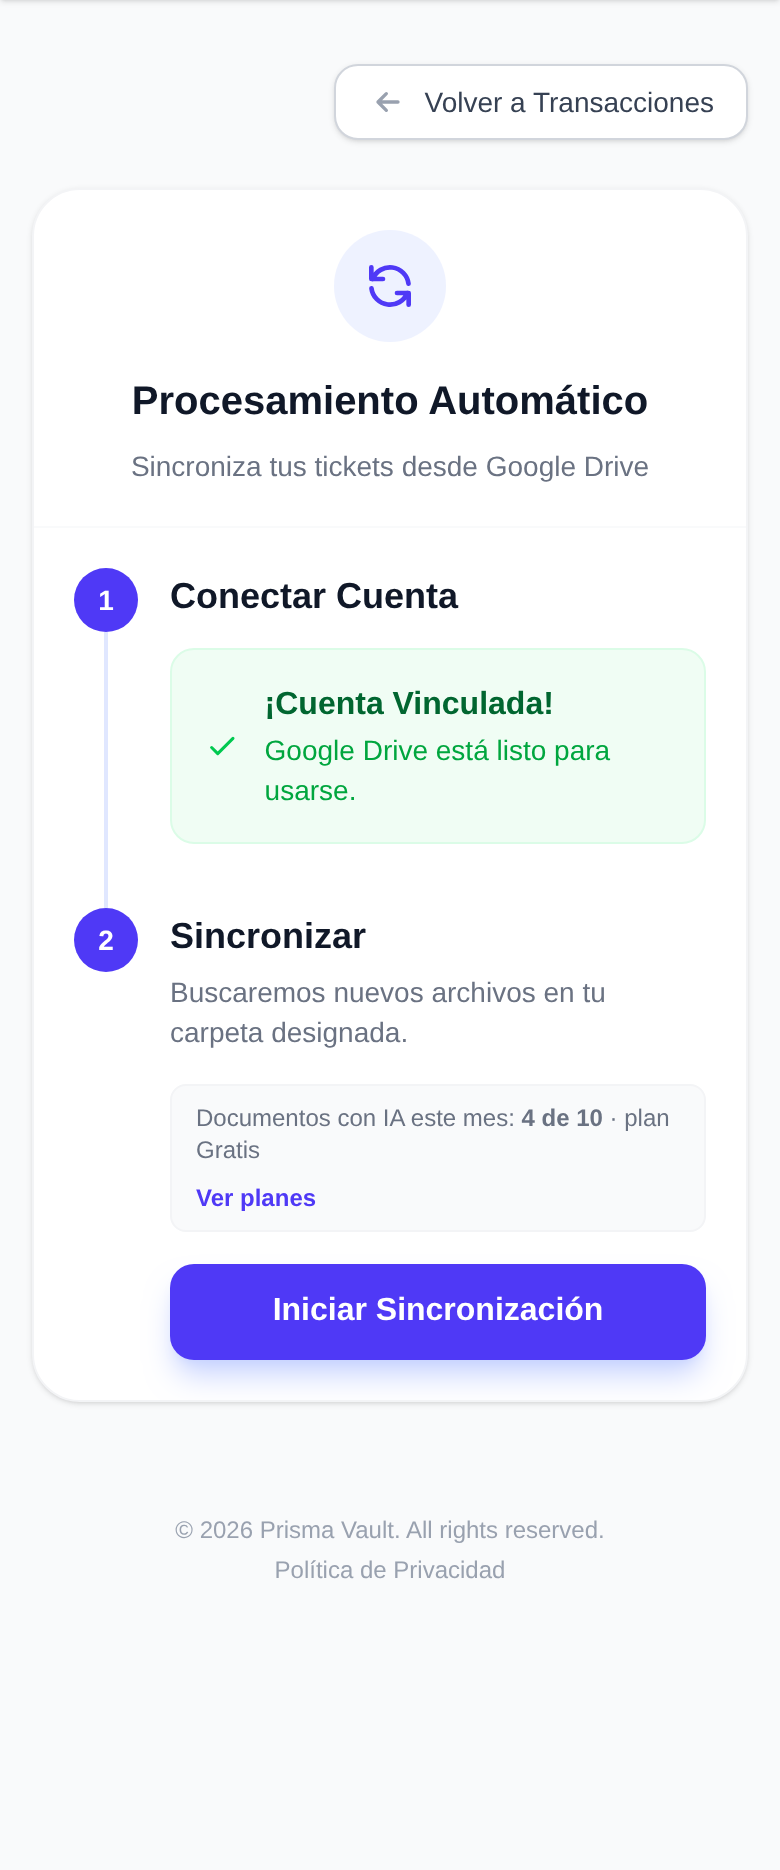 Volver a Transacciones
Procesamiento Automático
Sincroniza tus tickets desde Google Drive
1
Conectar Cuenta
¡Cuenta Vinculada!
Google Drive está listo para
usarse.
2
Sincronizar
Buscaremos nuevos archivos en tu
carpeta designada.
Documentos con IA este mes: 4 de 10 · plan
Gratis
Ver planes
Iniciar Sincronización
© 2026 Prisma Vault. All rights reserved.
Política de Privacidad